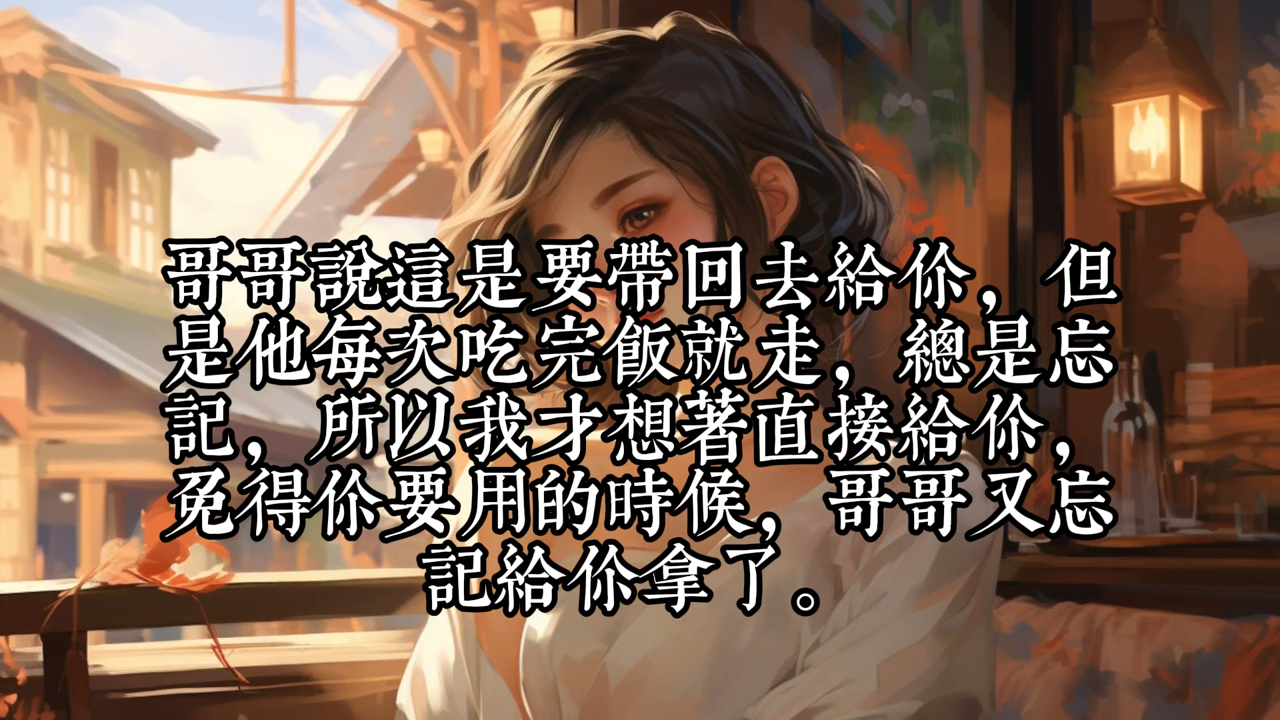 哥哥說這是要帶回去給你，但
是他每次吃完飯就走，總是忘
記，所以我才想著直接給你，
免得你要用的時候，哥哥又忘
記給你拿了。